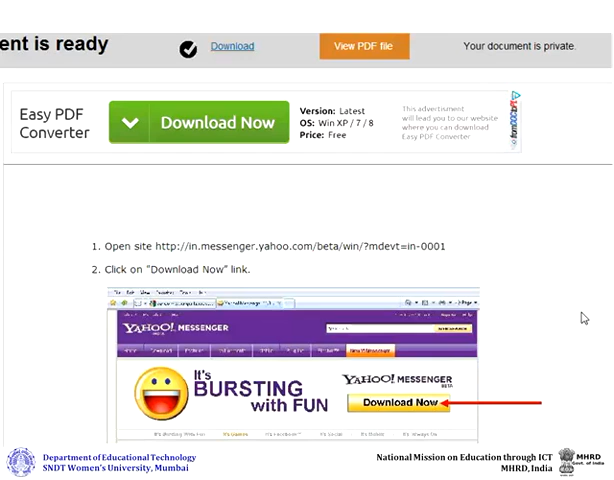 ent is ready
Download
View PDF file
Your document is private.
Easy PDF
Converter
Download Now
Version: Latest
OS: Win XP / 7 / 8
Price: Free
This advertisment
will lead you to our website
where you can download
Easy PDF Converter
1. Open site http://in.messenger.yahoo.com/beta/win/?mdevt=in-0001
2. Click on "Download Now" link.
YAHOO! MESSENGER
It's
BURSTING
with FUN
YAHOO! MESSENGER
BETA
Download Now
Department of Educational Technology
SNDT Women's University, Mumbai
National Mission on Education through ICT
MHRD, India
MHRD
Govt. of India